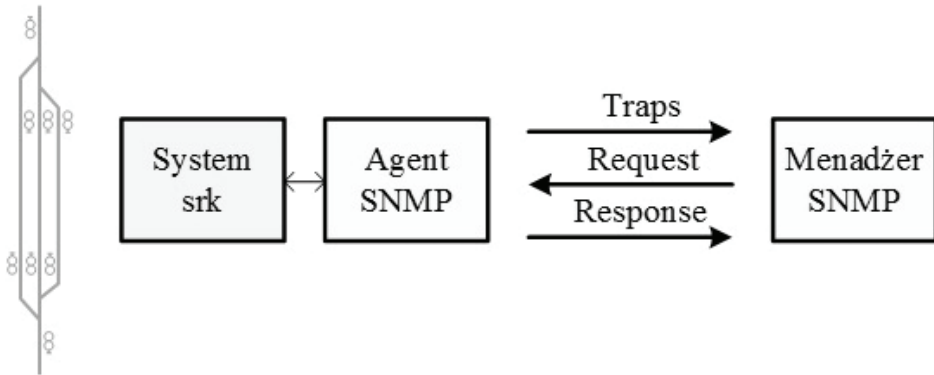 System
srk
Agent
SNMP
Traps
Request
Response
Menadżer
SNMP